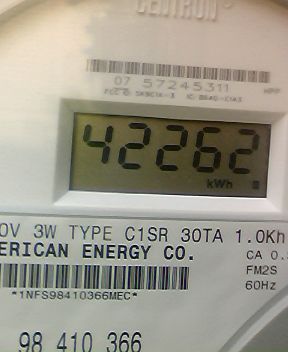 CENTRON
07 57245311
42262
kWh
0V 3W TYPE C1SR 30TA 1.0Kh
ERICAN ENERGY CO.
CA 0.
FM2S
*1NFS98410366MEC*
60Hz
98 410 366